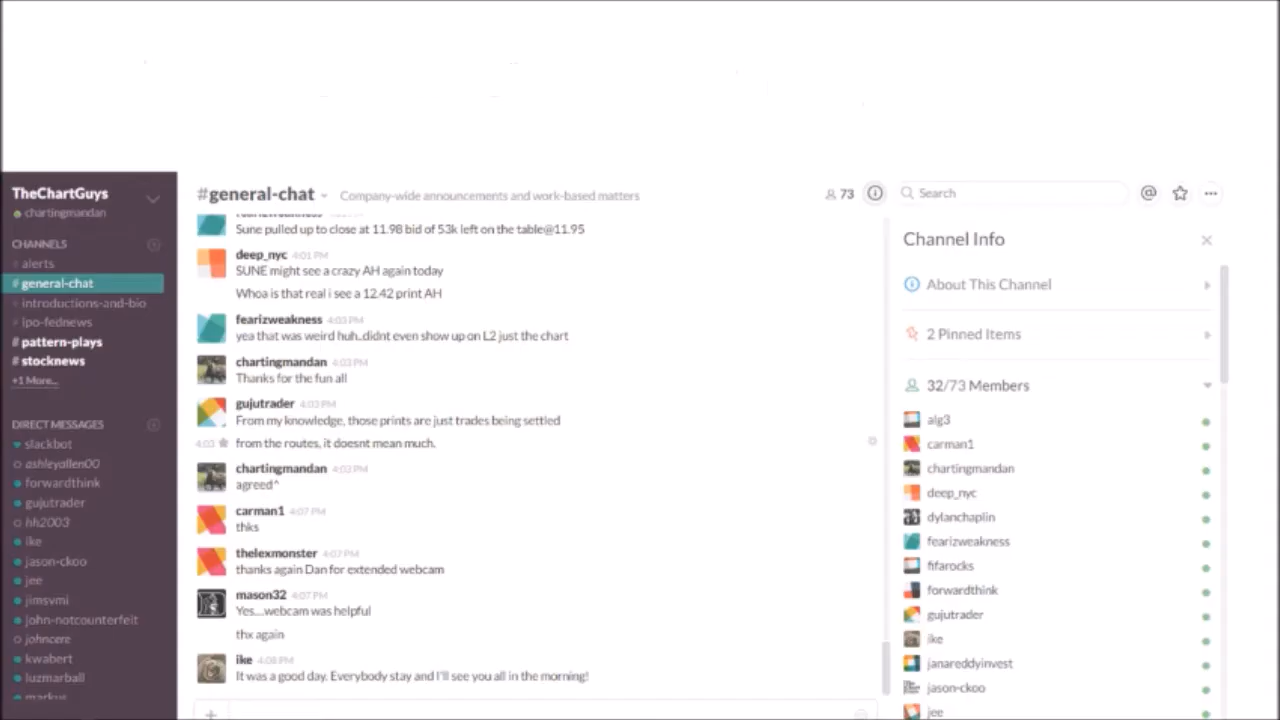 TheChartGuys
chartingmandan
CHANNELS
# alerts
# general-chat
# introductions-and-bio
# ipo-fednews
# pattern-plays
# stocknews
+1 More...
DIRECT MESSAGES
slackbot
ashleyallen00
forwardthink
gujutrader
hh2003
ike
jason-ckoo
jee
jimsvmi
john-notcounterfeit
johncere
kwabert
luzmarball
markus
#general-chat
Company-wide announcements and work-based matters
73
Search
Sune pulled up to close at 11.98 bid of 53k left on the table@11.95
deep_nyc 4:01 PM
SUNE might see a crazy AH again today
Whoa is that real i see a 12.42 print AH
fearizweakness 4:03 PM
yea that was weird huh..didnt even show up on L2 just the chart
chartingmandan 4:03 PM
Thanks for the fun all
gujutrader 4:03 PM
From my knowledge, those prints are just trades being settled
4:03 from the routes, it doesnt mean much.
chartingmandan 4:03 PM
agreed^
carman1 4:07 PM
thks
thelexmonster 4:07 PM
thanks again Dan for extended webcam
mason32 4:07 PM
Yes....webcam was helpful
thx again
ike 4:08 PM
It was a good day. Everybody stay and I'll see you all in the morning!
Channel Info
About This Channel
2 Pinned Items
32/73 Members
alg3
carman1
chartingmandan
deep_nyc
dylanchaplin
fearizweakness
fifarocks
forwardthink
gujutrader
ike
janareddyinvest
jason-ckoo
jee